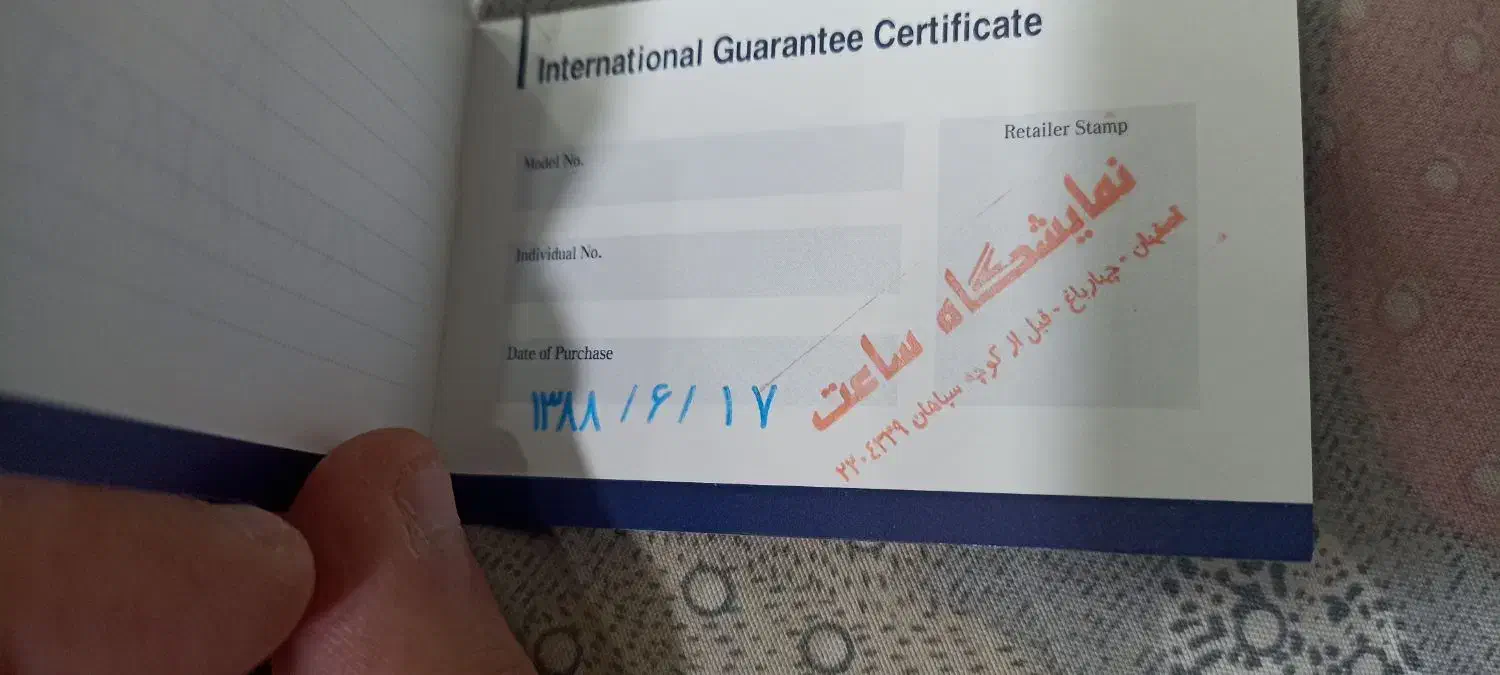 International Guarantee Certificate
Model No.
Individual No.
Date of Purchase
۱۳۸۸/۶/۱۷
Retailer Stamp
نمایشگاه ساعت
اصفهان - چهارباغ - قبل از کوچه سپاهان ۲۲۰۴۳۳۹